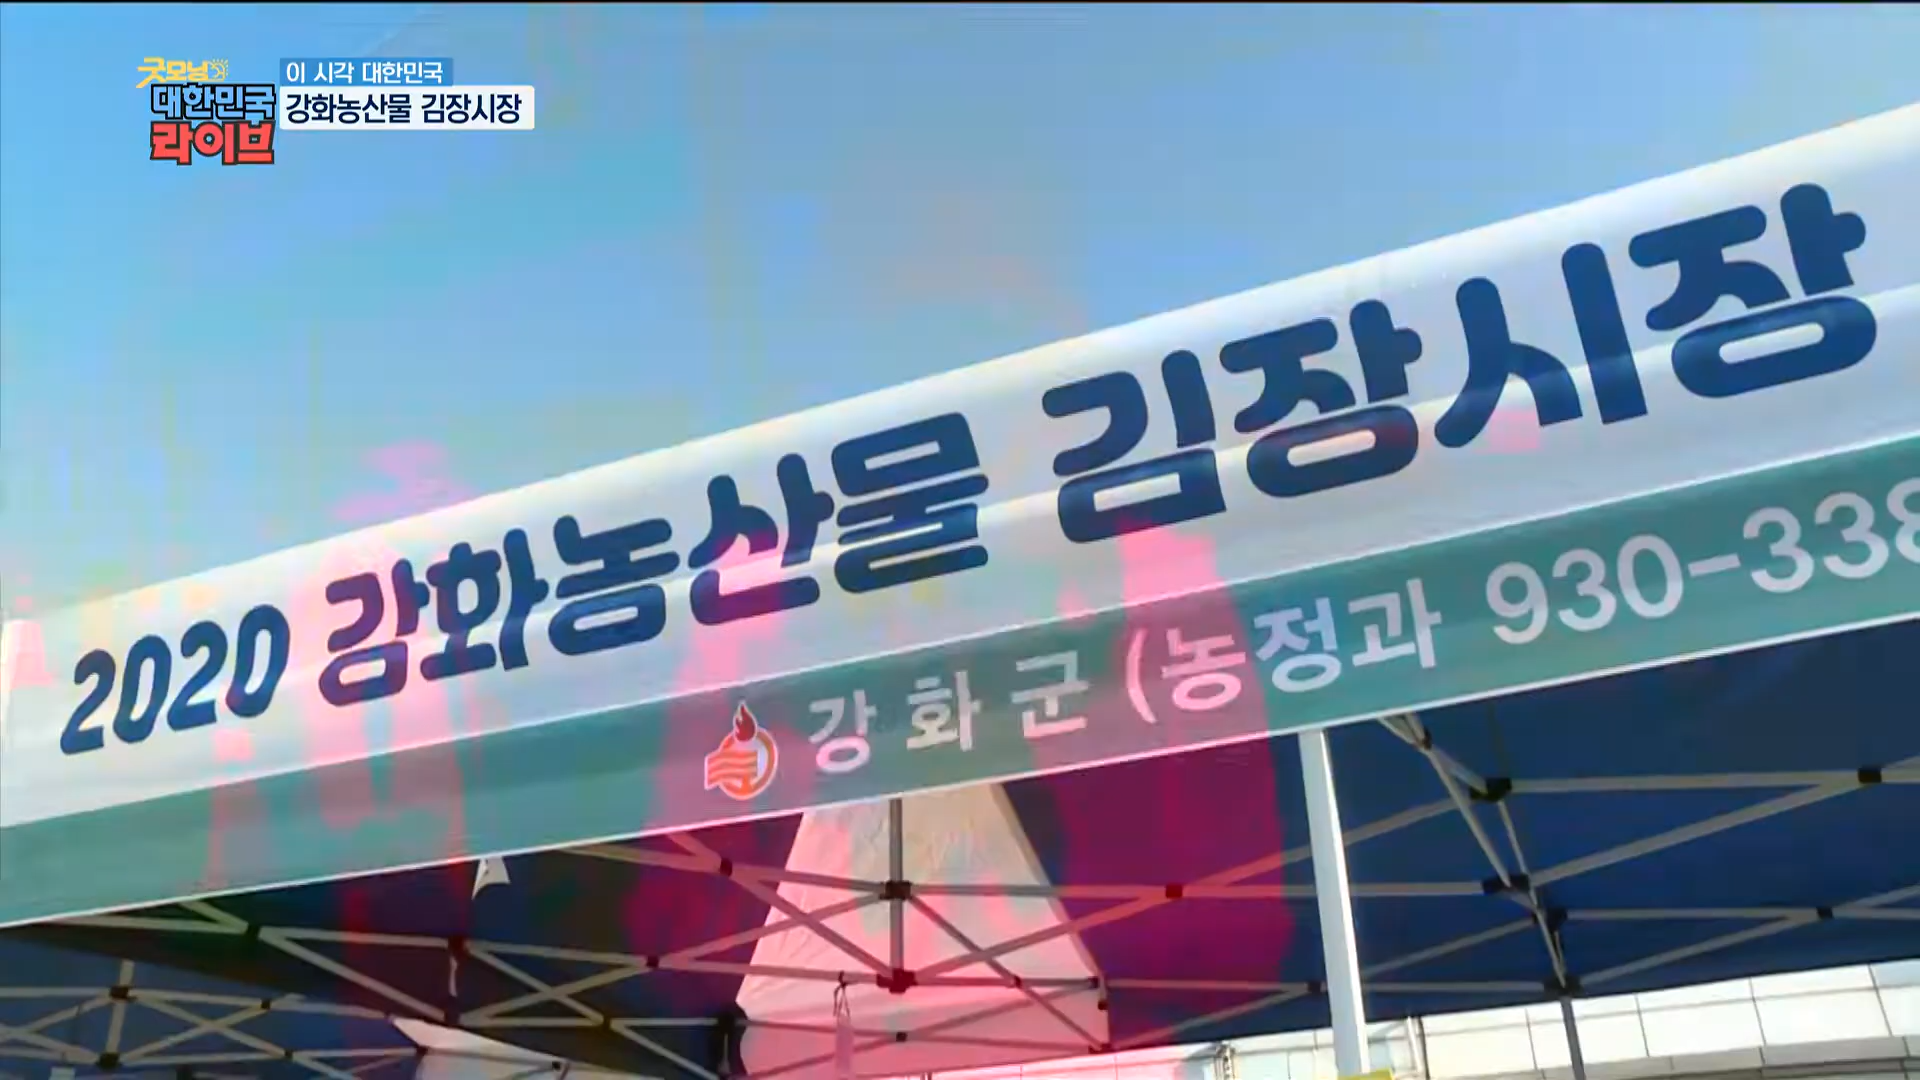 굿모닝
대한민국
라이브
이 시각 대한민국
강화농산물 김장시장
2020 강화농산물 김장시장
강화군 (농정과 930-338